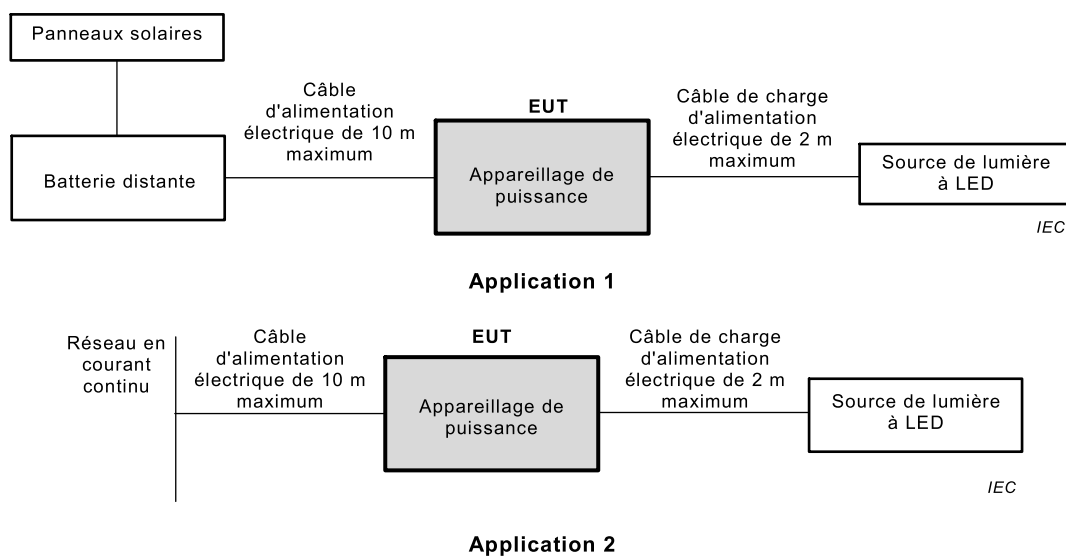 Panneaux solaires
Câble
d'alimentation
électrique de 10 m
maximum
EUT
Câble de charge
d'alimentation
électrique de 2 m
maximum
Batterie distante
Appareillage de
puissance
Source de lumière
à LED
IEC
Application 1
Réseau en
courant
continu
Câble
d'alimentation
électrique de 10 m
maximum
EUT
Câble de charge
d'alimentation
électrique de 2 m
maximum
Appareillage de
puissance
Source de lumière
à LED
IEC
Application 2